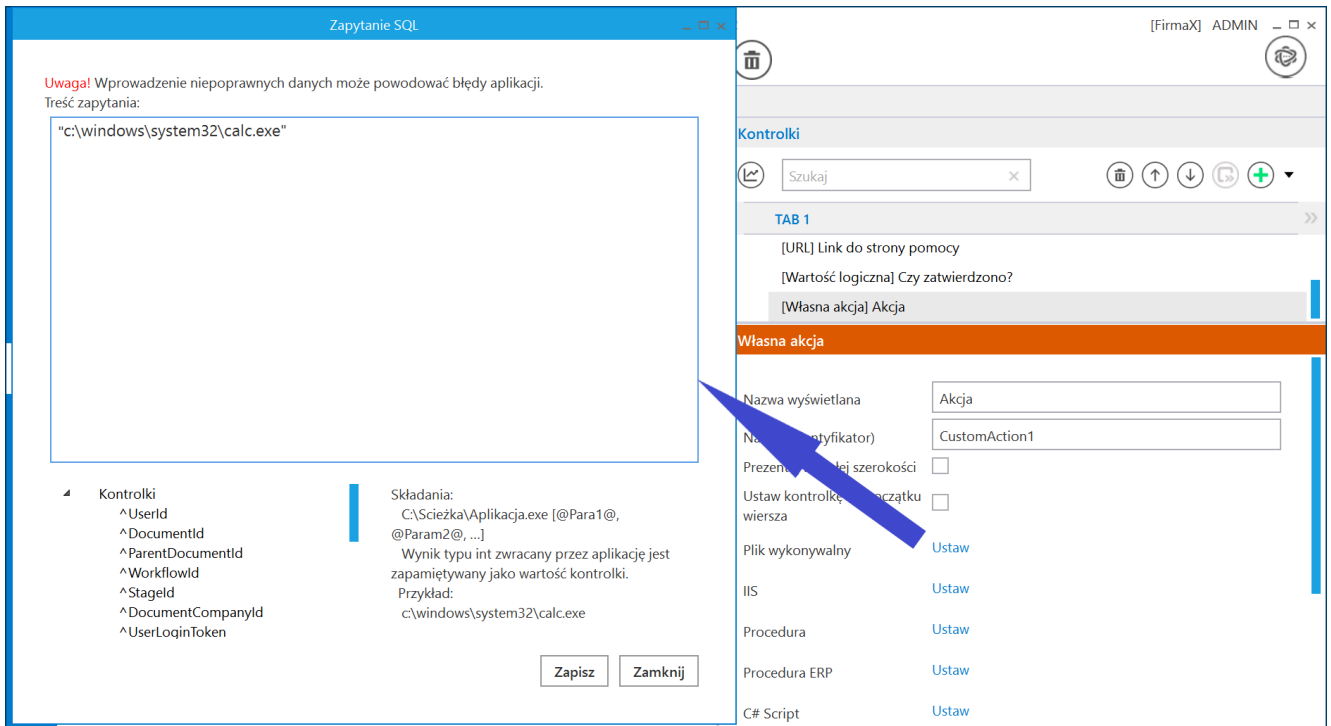 Zapytanie SQL
Uwaga! Wprowadzenie niepoprawnych danych może powodować błędy aplikacji.
Treść zapytania:
"c:\windows\system32\calc.exe"
Kontrolki
^UserId
^DocumentId
^ParentDocumentId
^WorkflowId
^StageId
^DocumentCompanyId
^UserLoginToken
Składania:
C:\Scieżka\Aplikacja.exe [@Para1@,
@Param2@, ...]
Wynik typu int zwracany przez aplikację jest
zapamiętywany jako wartość kontrolki.
Przykład:
c:\windows\system32\calc.exe
Zapisz Zamknij
[FirmaX] ADMIN
Kontrolki
Szukaj
TAB 1
[URL] Link do strony pomocy
[Wartość logiczna] Czy zatwierdzono?
[Własna akcja] Akcja
Własna akcja
Nazwa wyświetlana Akcja
CustomAction1
szerokości
Ustaw kontrolkę
wiersza
Plik wykonywalny Ustaw
IIS Ustaw
Procedura Ustaw
Procedura ERP Ustaw
C# Script Ustaw